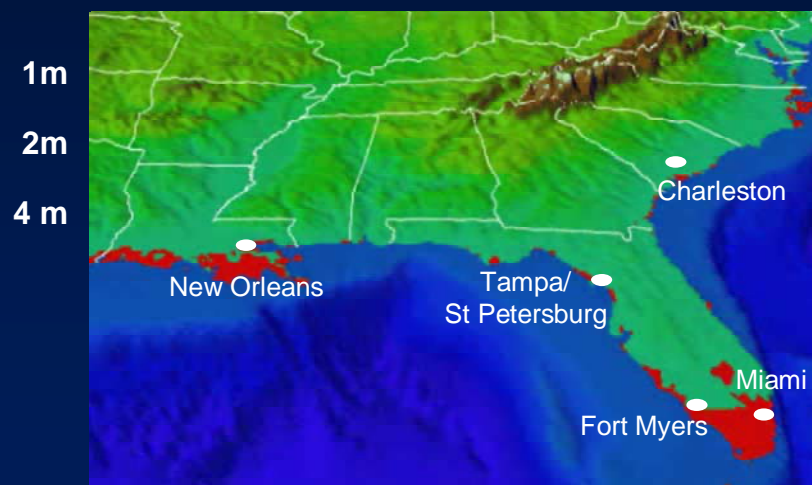 1m
2m
4 m
Charleston
New Orleans
Tampa/
St Petersburg
Miami
Fort Myers